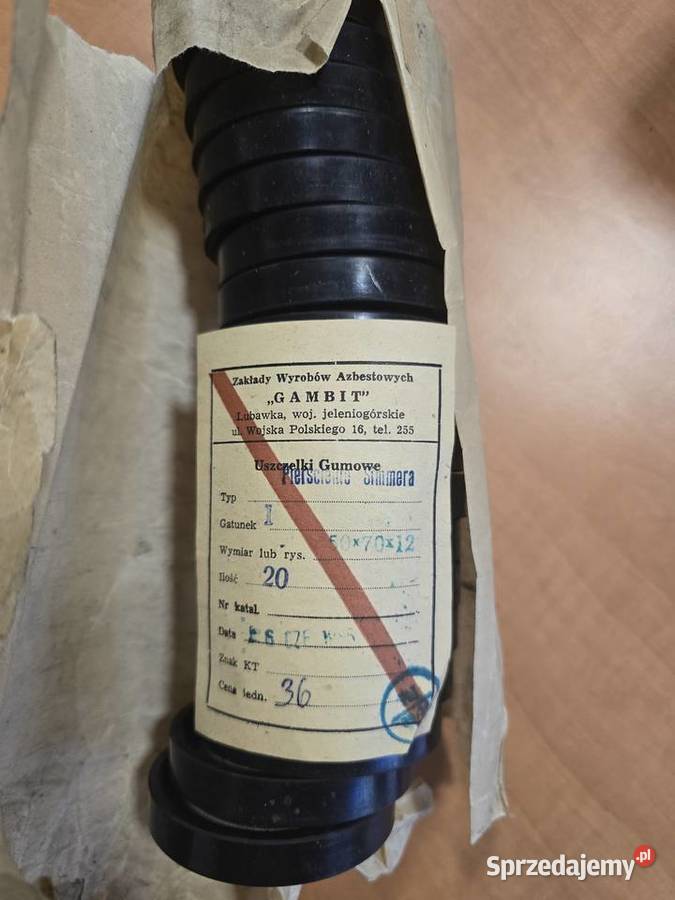 Zakłady Wyrobów Azbestowych
„GAMBIT”
Lubawka, woj. jeleniogórskie
ul. Wojska Polskiego 16, tel. 255
Uszczelki Gumowe
Pierścienie Simmera
Typ
Gatunek I
Wymiar lub rys. 50×70×12
Ilość 20
Nr katal.
Data CZE
Znak KT
Cena jedn. 36
Sprzedajemy.pl